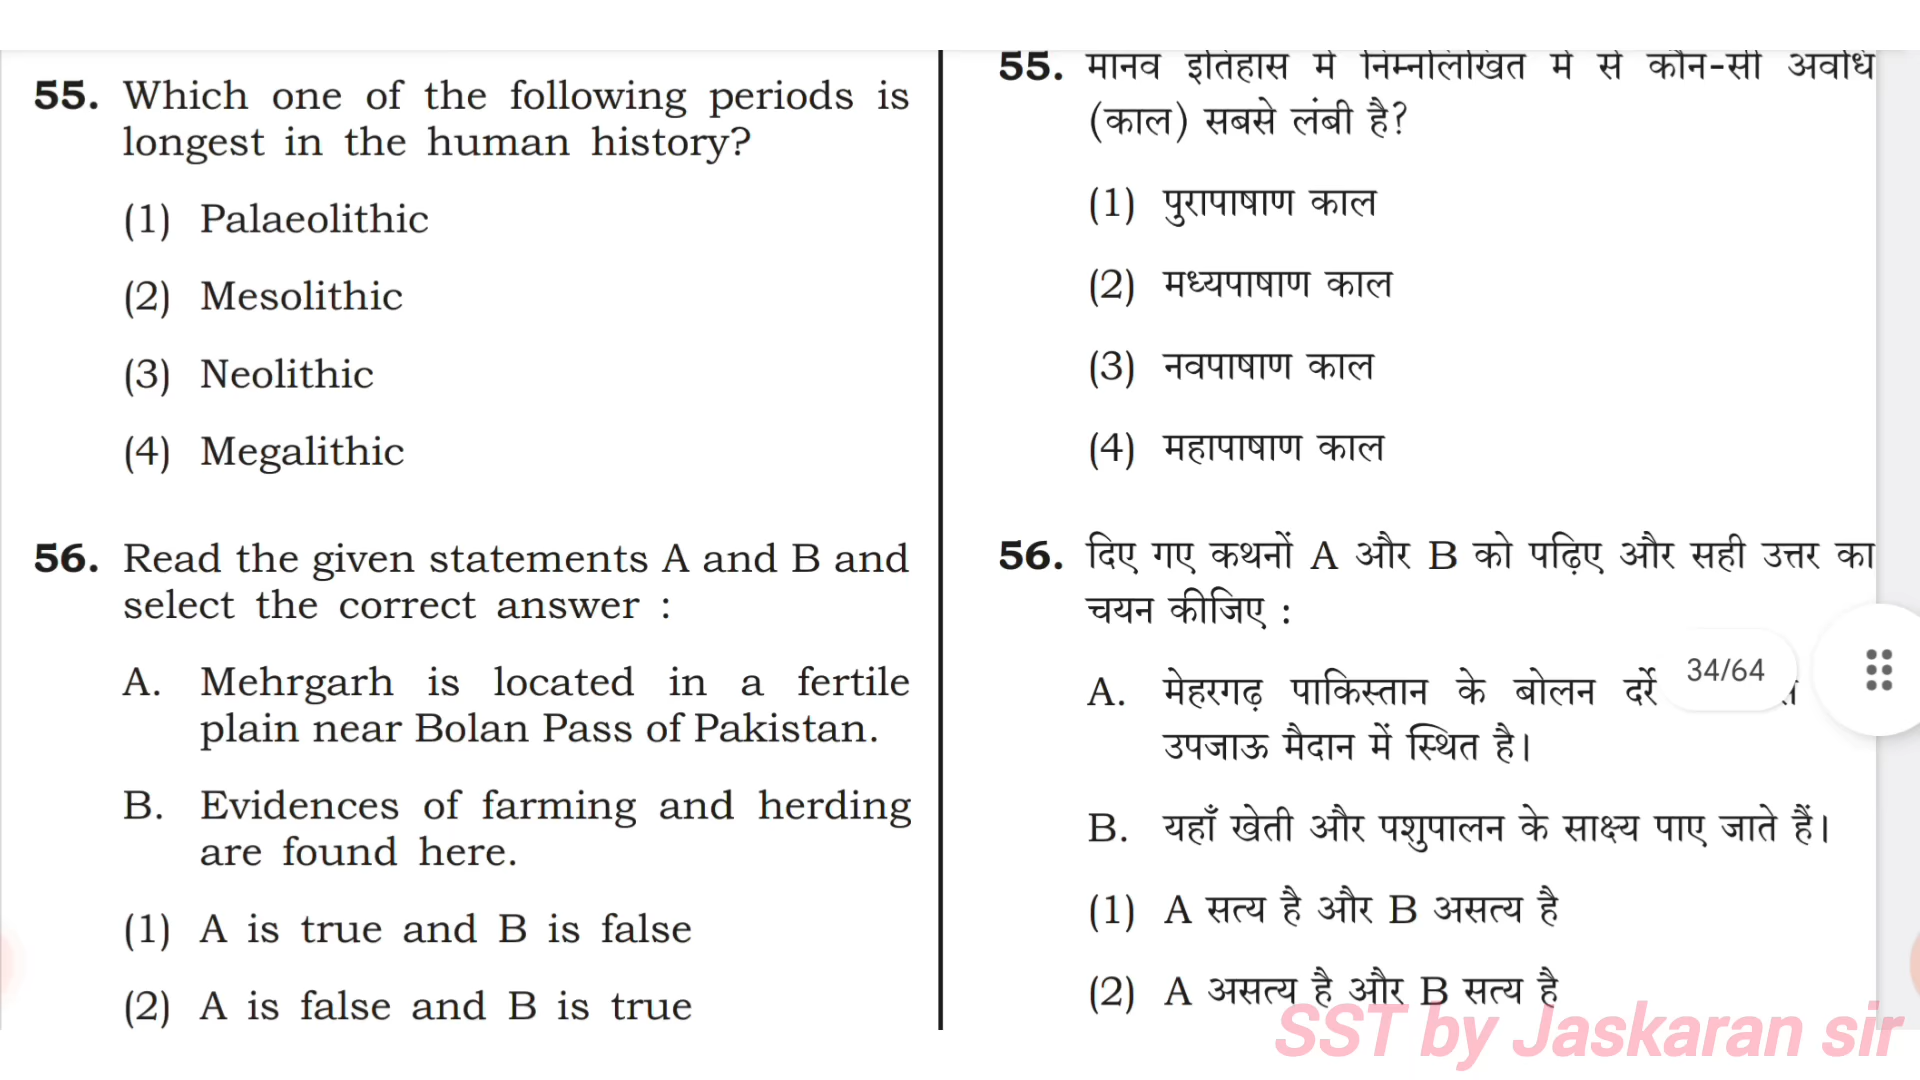 55. Which one of the following periods is
longest in the human history?
(1) Palaeolithic
(2) Mesolithic
(3) Neolithic
(4) Megalithic
56. Read the given statements A and B and
select the correct answer :
A. Mehrgarh is located in a fertile
plain near Bolan Pass of Pakistan.
B. Evidences of farming and herding
are found here.
(1) A is true and B is false
(2) A is false and B is true
55. मानव इतिहास में निम्नलिखित में से कौन-सी अवधि
(काल) सबसे लंबी है?
(1) पुरापाषाण काल
(2) मध्यपाषाण काल
(3) नवपाषाण काल
(4) महापाषाण काल
56. दिए गए कथनों A और B को पढ़िए और सही उत्तर का
चयन कीजिए :
A. मेहरगढ़ पाकिस्तान के बोलन दर्रे
उपजाऊ मैदान में स्थित है।
B. यहाँ खेती और पशुपालन के साक्ष्य पाए जाते हैं।
(1) A सत्य है और B असत्य है
(2) A असत्य है और B सत्य है
34/64
SST by Jaskaran sir